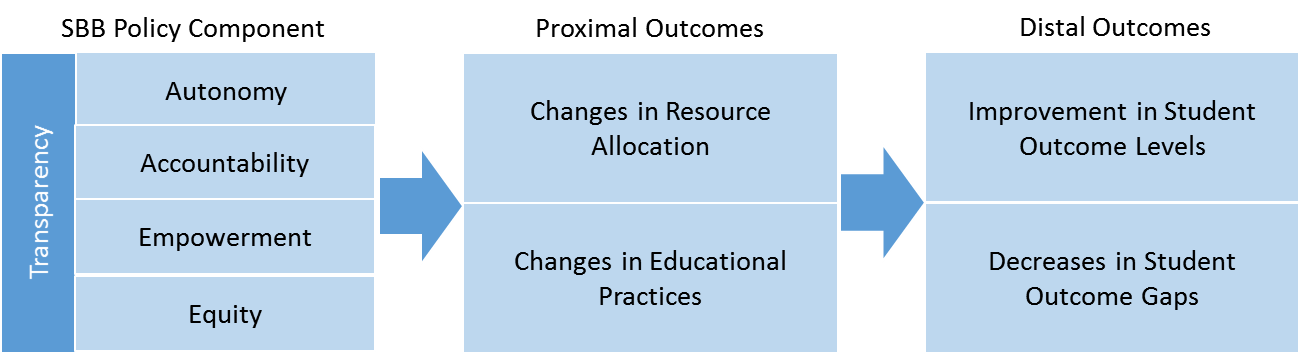 SBB Policy Component
Transparency
Autonomy
Accountability
Empowerment
Equity
Proximal Outcomes
Changes in Resource
Allocation
Changes in Educational
Practices
Distal Outcomes
Improvement in Student
Outcome Levels
Decreases in Student
Outcome Gaps